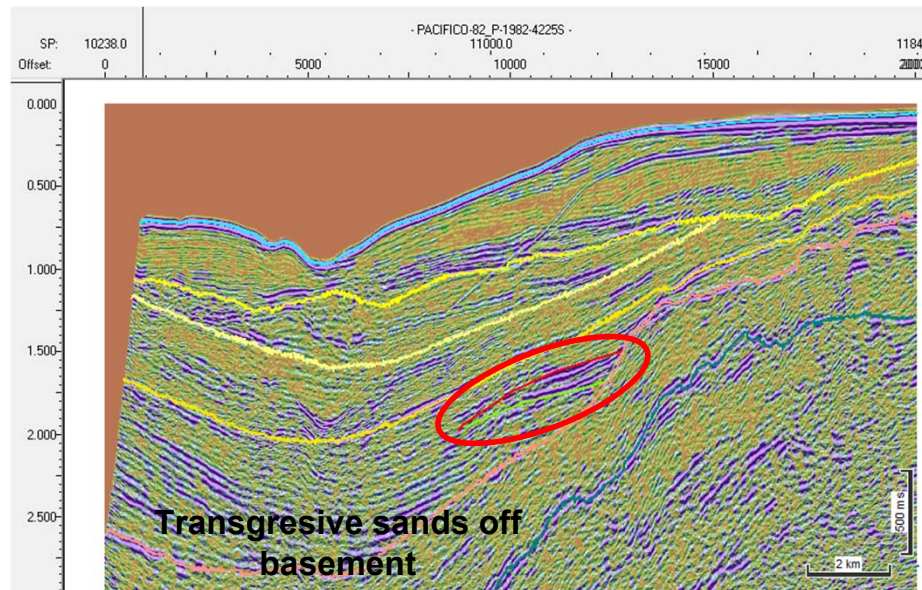 - PACIFICO-82_P-1982-4225S -
SP: 10238.0 11000.0 1184
Offset: 0 5000 10000 15000
0.000
0.500
1.000
1.500
2.000
2.500
Transgresive sands off
basement
500 ms
2 km